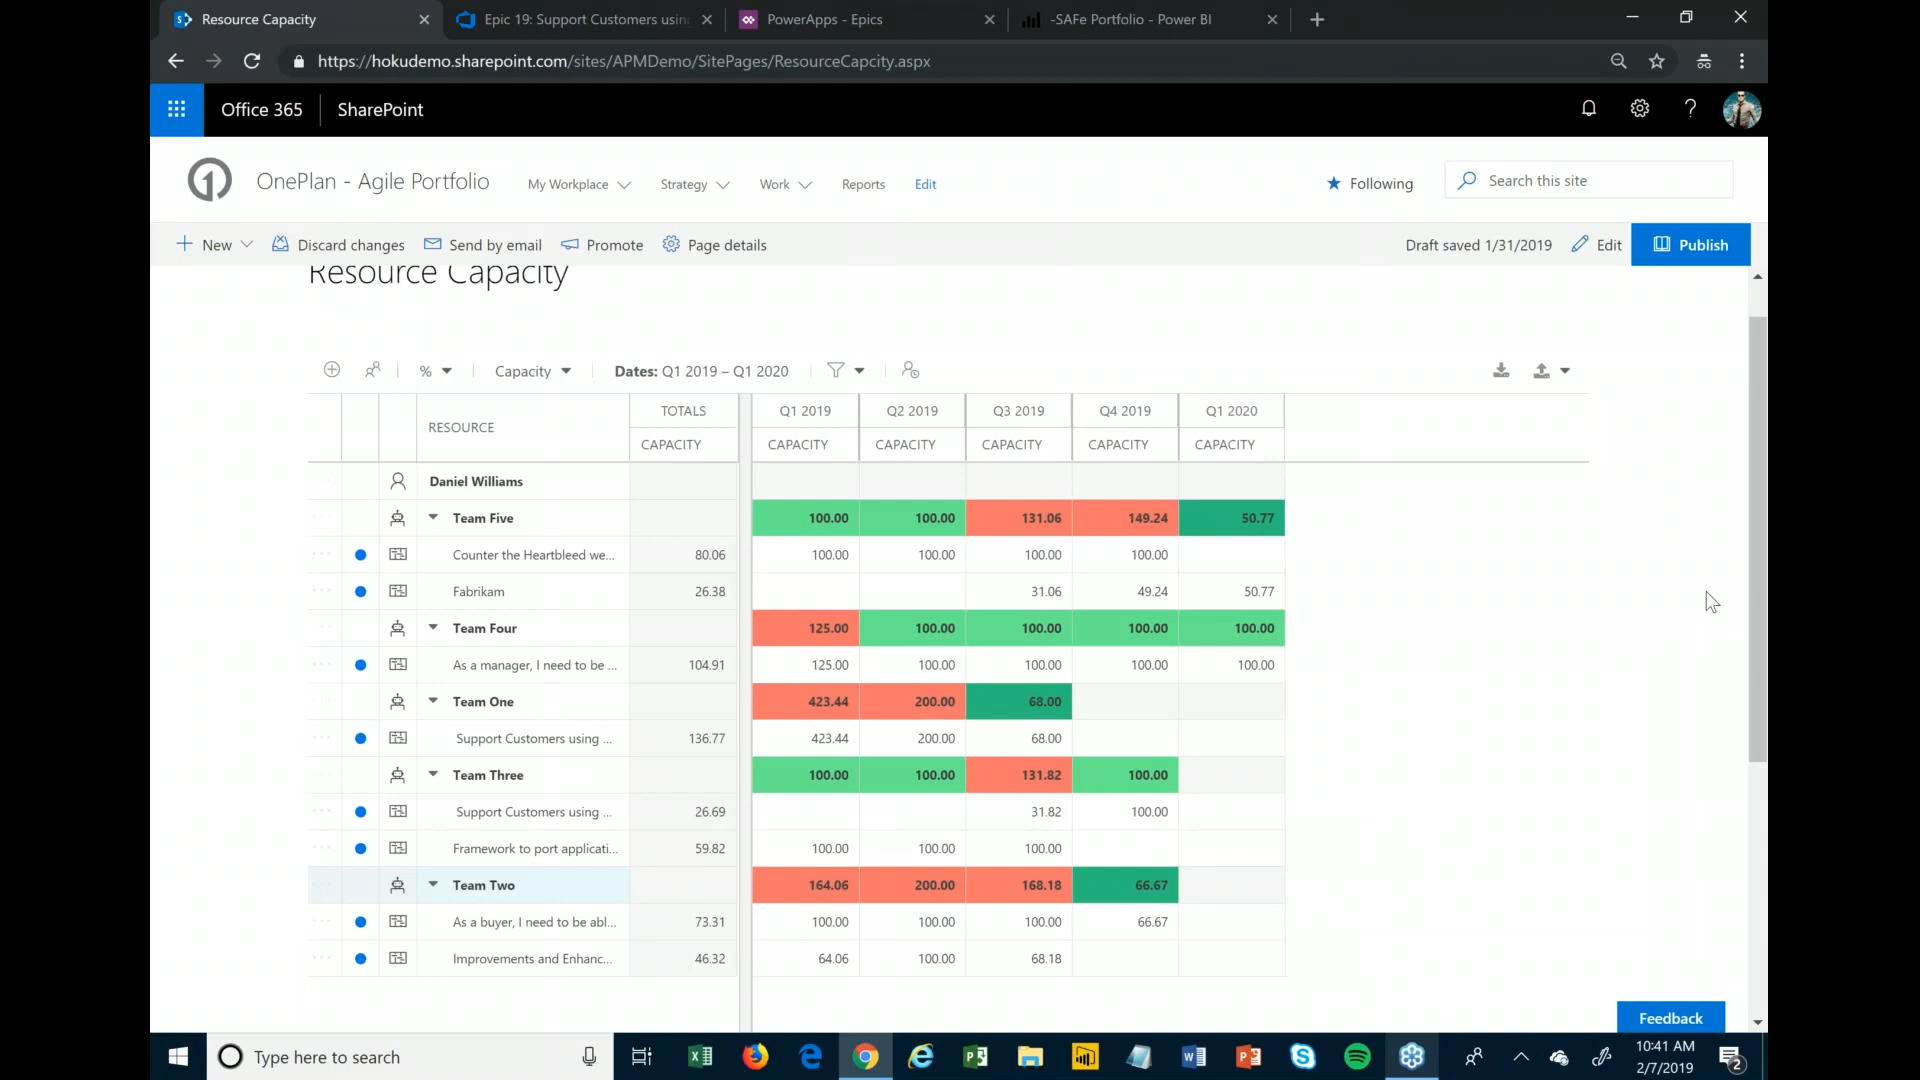 Resource Capacity
Epic 19: Support Customers usin
PowerApps - Epics
-SAFe Portfolio - Power BI
https://hokudemo.sharepoint.com/sites/APMDemo/SitePages/ResourceCapcity.aspx
Office 365 SharePoint
OnePlan - Agile Portfolio
My Workplace Strategy Work Reports Edit
Following
Search this site
New Discard changes Send by email Promote Page details
Draft saved 1/31/2019 Edit Publish
Resource Capacity
% Capacity Dates: Q1 2019 – Q1 2020
RESOURCE TOTALS Q1 2019 Q2 2019 Q3 2019 Q4 2019 Q1 2020
CAPACITY CAPACITY CAPACITY CAPACITY CAPACITY CAPACITY
Daniel Williams
Team Five 100.00 100.00 131.06 149.24 50.77
Counter the Heartbleed we... 80.06 100.00 100.00 100.00 100.00
Fabrikam 26.38 31.06 49.24 50.77
Team Four 125.00 100.00 100.00 100.00 100.00
As a manager, I need to be ... 104.91 125.00 100.00 100.00 100.00 100.00
Team One 423.44 200.00 68.00
Support Customers using ... 136.77 423.44 200.00 68.00
Team Three 100.00 100.00 131.82 100.00
Support Customers using ... 26.69 31.82 100.00
Framework to port applicati... 59.82 100.00 100.00 100.00
Team Two 164.06 200.00 168.18 66.67
As a buyer, I need to be abl... 73.31 100.00 100.00 100.00 66.67
Improvements and Enhanc... 46.32 64.06 100.00 68.18
Feedback
Type here to search
10:41 AM
2/7/2019
2